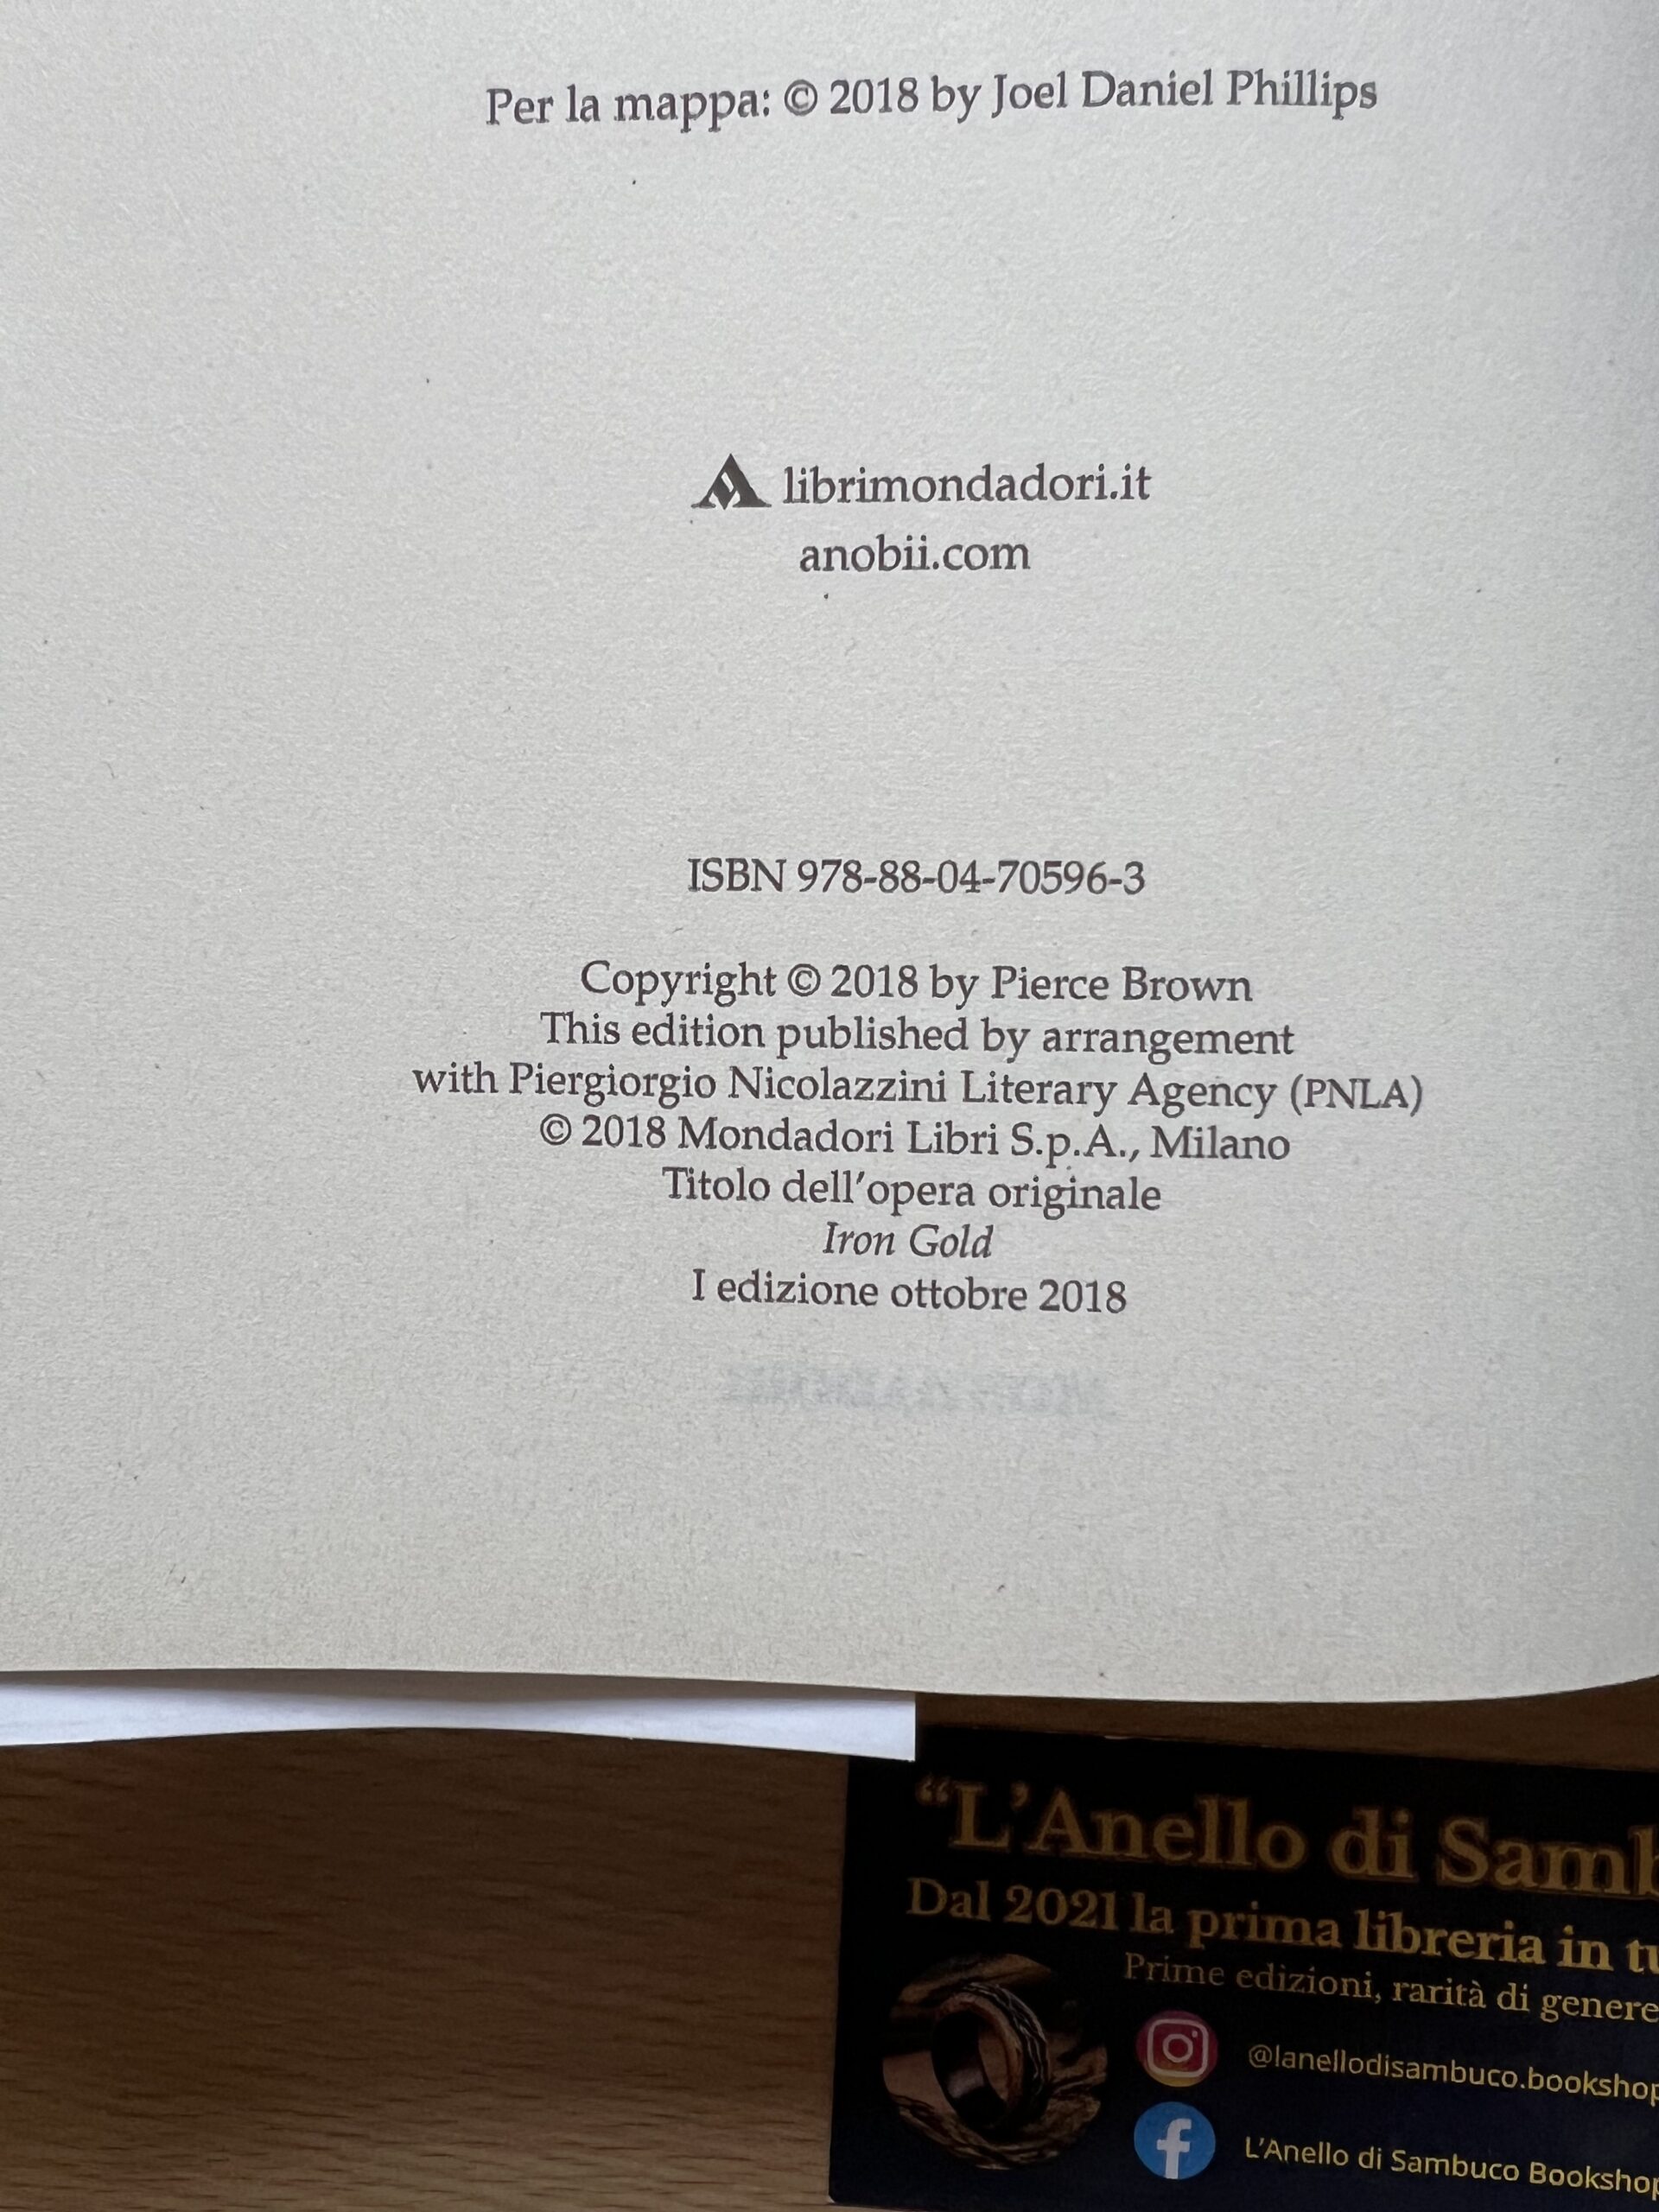 Per la mappa: © 2018 by Joel Daniel Phillips
librimondadori.it
anobii.com
ISBN 978-88-04-70596-3
Copyright © 2018 by Pierce Brown
This edition published by arrangement
with Piergiorgio Nicolazzini Literary Agency (PNLA)
© 2018 Mondadori Libri S.p.A., Milano
Titolo dell'opera originale
Iron Gold
I edizione ottobre 2018
“L'Anello di Samb
Dal 2021 la prima libreria in tu
Prime edizioni, rarità di genere
@lanellodisambuco.bookshop
L'Anello di Sambuco Bookshop